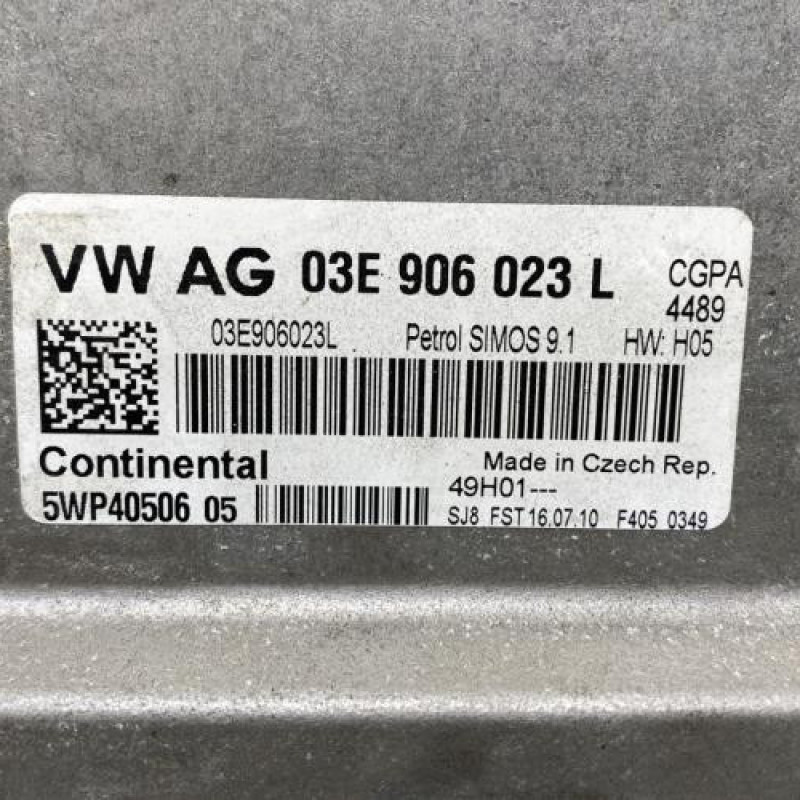 VW AG 03E 906 023 L CGPA
4489
03E906023L Petrol SIMOS 9.1 HW: H05
Continental Made in Czech Rep.
5WP40506 05 49H01---
SJ8 FST 16.07.10 F405 0349